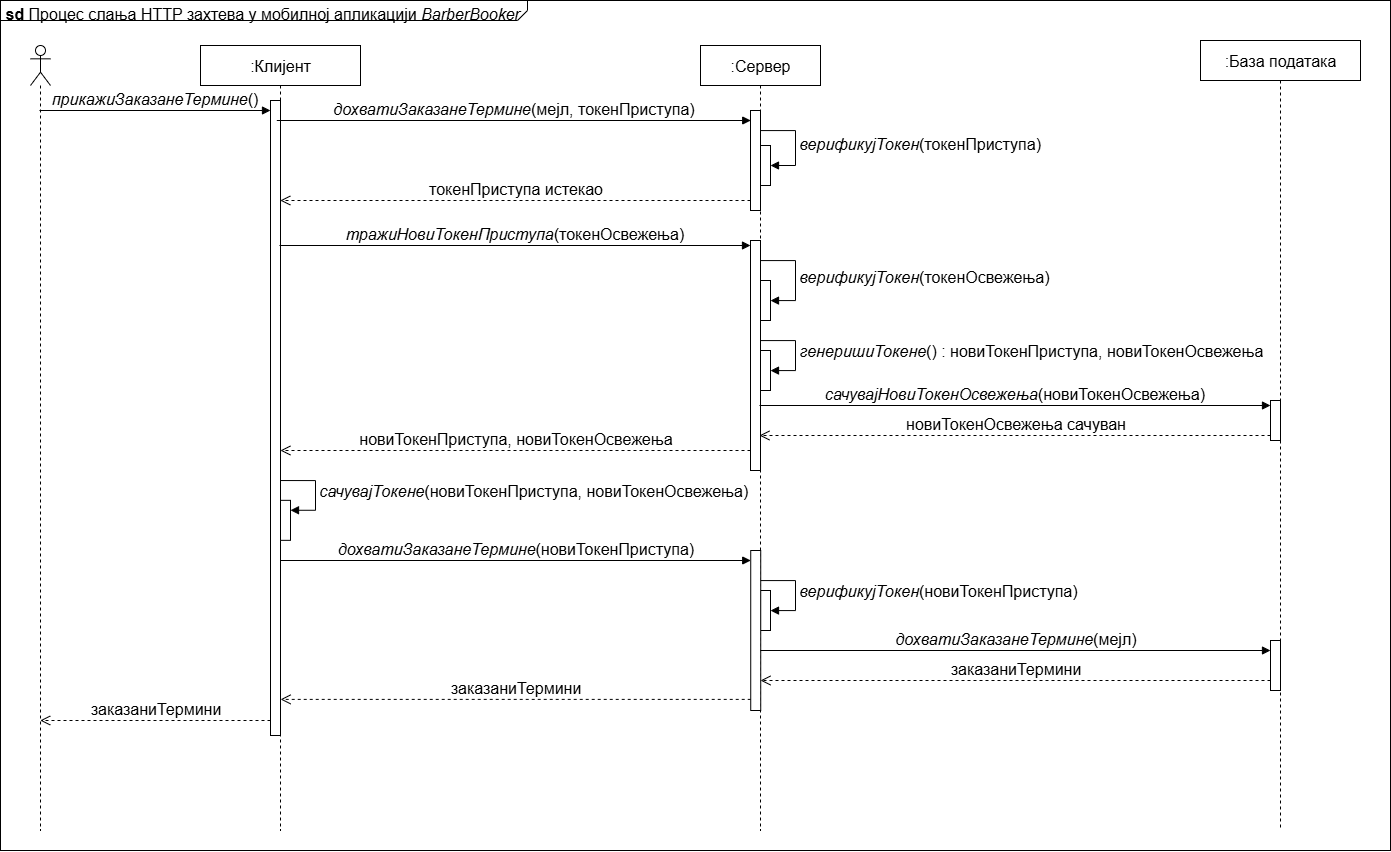 sd Процес слања HTTP захтева у мобилној апликацији BarberBooker
:Клијент
:Сервер
:База података
прикажиЗаказанеТермине()
дохватиЗаказанеТермине(мејл, токенПриступа)
верификујТокен(токенПриступа)
токенПриступа истекао
тражиНовиТокенПриступа(токенОсвежења)
верификујТокен(токенОсвежења)
генеришиТокене() : новиТокенПриступа, новиТокенОсвежења
сачувајНовиТокенОсвежења(новиТокенОсвежења)
новиТокенОсвежења сачуван
новиТокенПриступа, новиТокенОсвежења
сачувајТокене(новиТокенПриступа, новиТокенОсвежења)
дохватиЗаказанеТермине(новиТокенПриступа)
верификујТокен(новиТокенПриступа)
дохватиЗаказанеТермине(мејл)
заказаниТермини
заказаниТермини
заказаниТермини